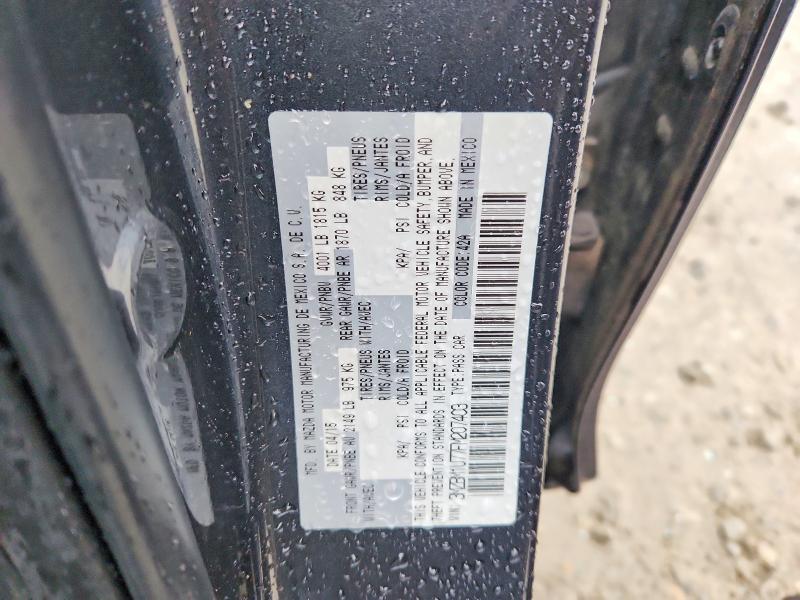 MFD. BY MAZDA MOTOR MANUFACTURING DE MEXICO S.A. DE C.V.
DATE 04/15 GVWR/PNBV 4001 LB 1815 KG
FRONT GAWR/PNBE AV 2149 LB 975 KG REAR GAWR/PNBE AR 1870 LB 848 KG
WITH/AVEC TIRES/PNEUS WITH/AVEC TIRES/PNEUS
RIMS/JANTES RIMS/JANTES
KPA/ PSI COLD/A FROID KPA/ PSI COLD/A FROID
THIS VEHICLE CONFORMS TO ALL APPLICABLE FEDERAL MOTOR VEHICLE SAFETY, BUMPER, AND
THEFT PREVENTION STANDARDS IN EFFECT ON THE DATE OF MANUFACTURE SHOWN ABOVE.
VIN: TYPE:PASS CAR COLOR CODE:42A MADE IN MEXICO